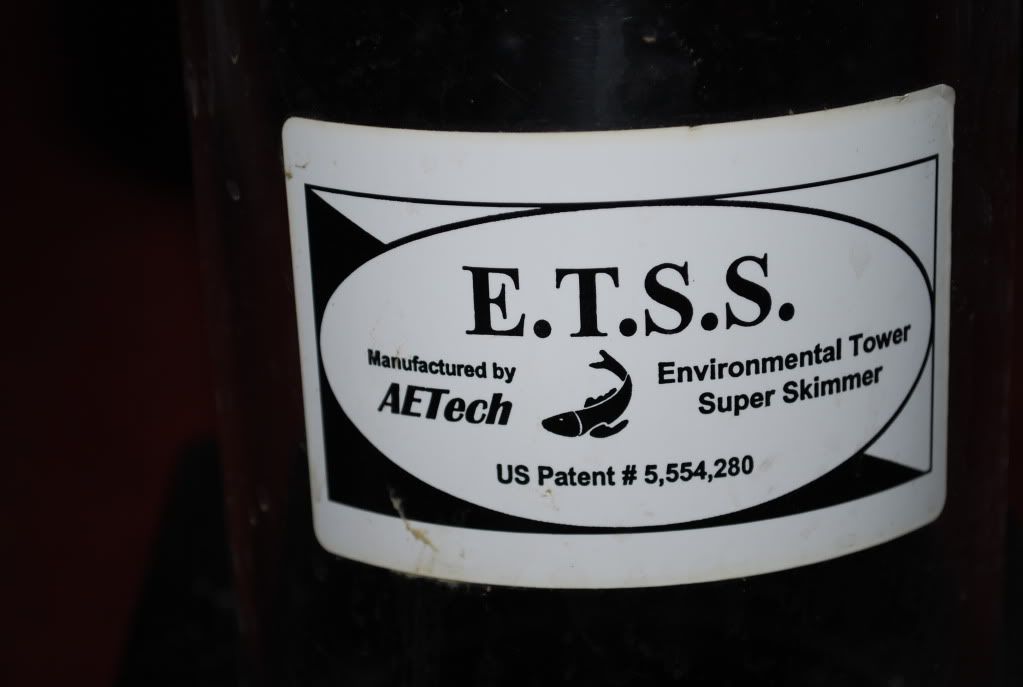 E.T.S.S.
Manufactured by
AETech
Environmental Tower
Super Skimmer
US Patent # 5,554,280